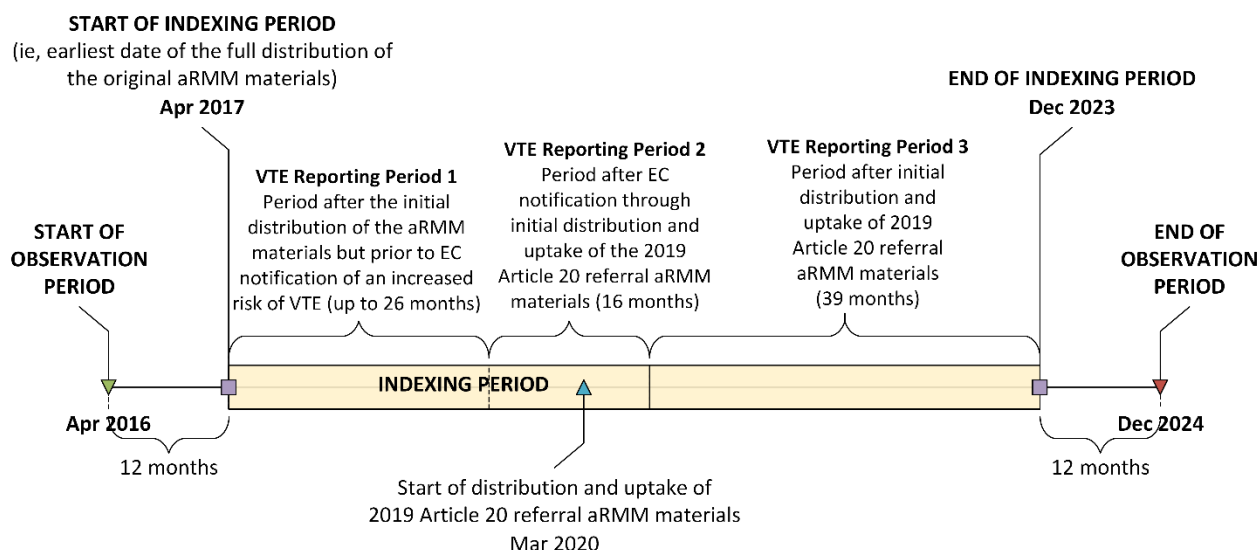 START OF INDEXING PERIOD
(ie, earliest date of the full distribution of
the original aRMM materials)
Apr 2017
END OF INDEXING PERIOD
Dec 2023
VTE Reporting Period 1
Period after the initial
distribution of the aRMM
materials but prior to EC
notification of an increased
risk of VTE (up to 26 months)
VTE Reporting Period 2
Period after EC
notification through
initial distribution and
uptake of the 2019
Article 20 referral aRMM
materials (16 months)
VTE Reporting Period 3
Period after initial
distribution and
uptake of 2019
Article 20 referral
aRMM materials
(39 months)
START OF
OBSERVATION
PERIOD
END OF
OBSERVATION
PERIOD
INDEXING PERIOD
Apr 2016
Dec 2024
12 months
12 months
Start of distribution and uptake of
2019 Article 20 referral aRMM materials
Mar 2020